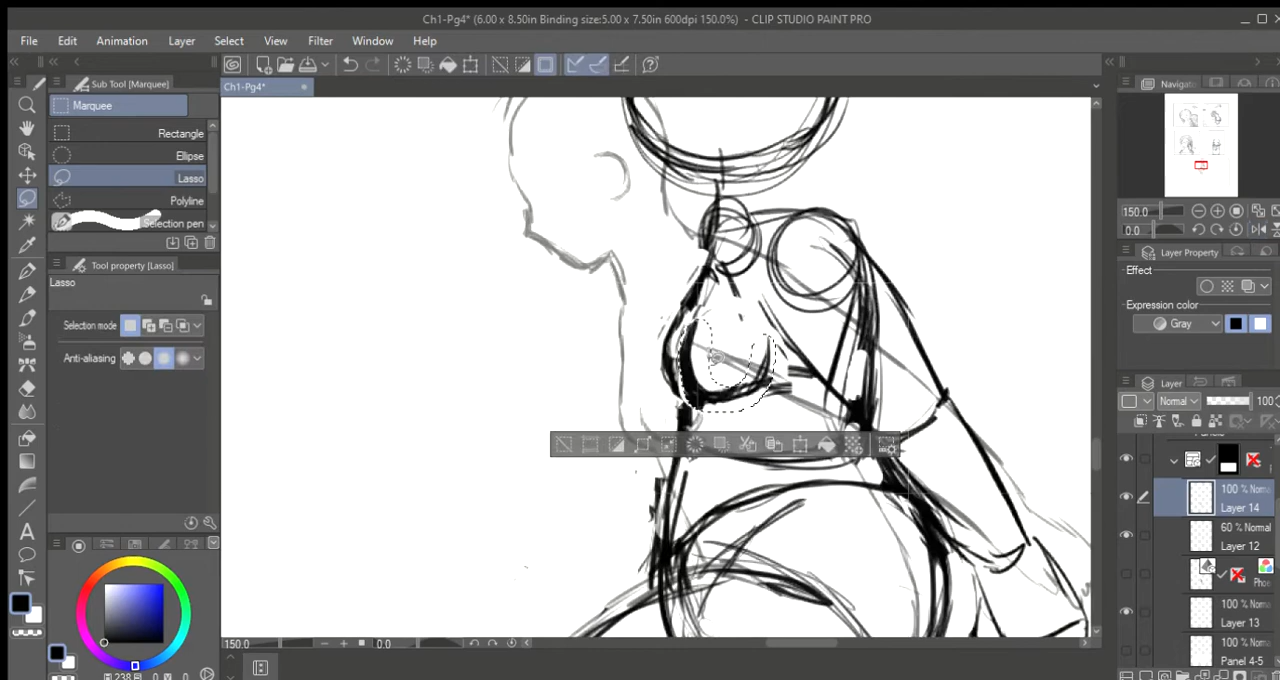 Ch1-Pg4* (6.00 x 8.50in Binding size:5.00 x 7.50in 600dpi 150.0%) - CLIP STUDIO PAINT PRO
File Edit Animation Layer Select View Filter Window Help
Sub Tool [Marquee]
Ch1-Pg4*
Marquee
Rectangle
Ellipse
Lasso
Polyline
Selection pen
Tool property [Lasso]
Lasso
Selection mode
Anti-aliasing
150.0
0.0
Layer Property
Effect
Expression color
Gray
Layer
Normal
100
100 % Norma
Layer 14
60 % Normal
Layer 12
100 % Norma
Layer 13
100 % Norma
Panel 4-5
A
150.0
0.0